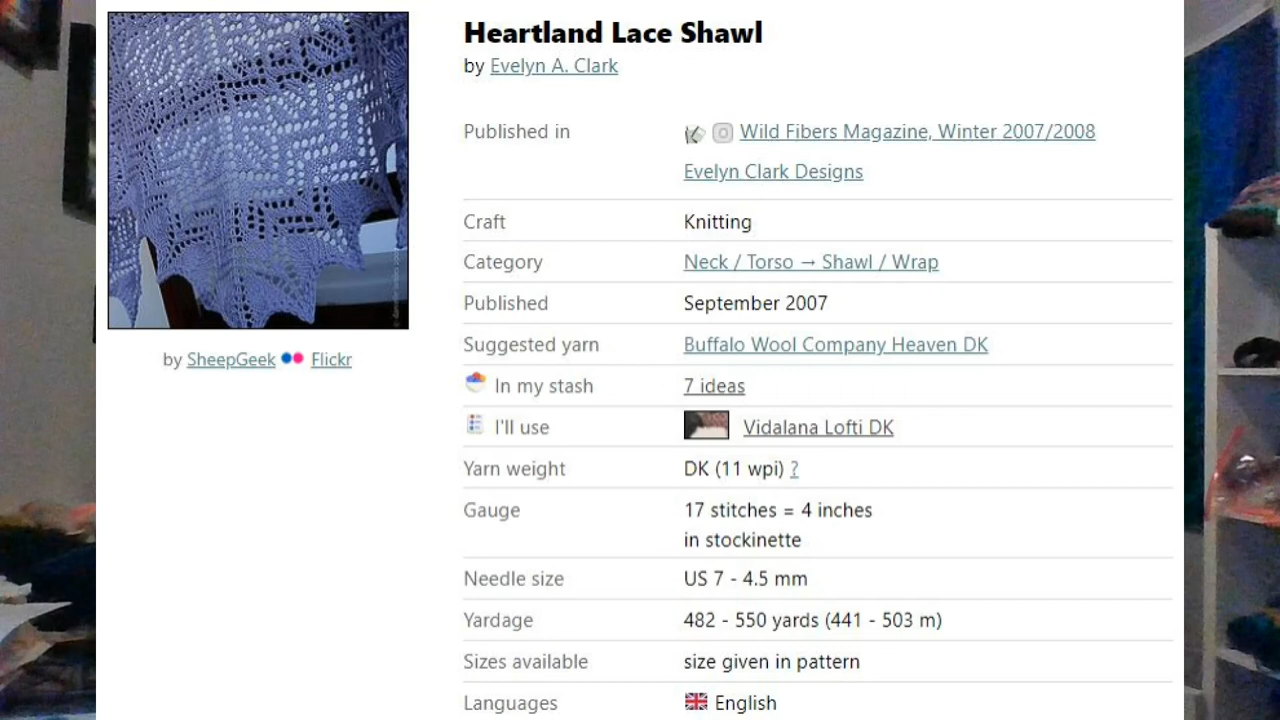 Heartland Lace Shawl
by Evelyn A. Clark
Published in Wild Fibers Magazine, Winter 2007/2008
Evelyn Clark Designs
Craft Knitting
Category Neck / Torso → Shawl / Wrap
Published September 2007
Suggested yarn Buffalo Wool Company Heaven DK
by SheepGeek Flickr
In my stash 7 ideas
I'll use Vidalana Lofti DK
Yarn weight DK (11 wpi) ?
Gauge 17 stitches = 4 inches
in stockinette
Needle size US 7 - 4.5 mm
Yardage 482 - 550 yards (441 - 503 m)
Sizes available size given in pattern
Languages English